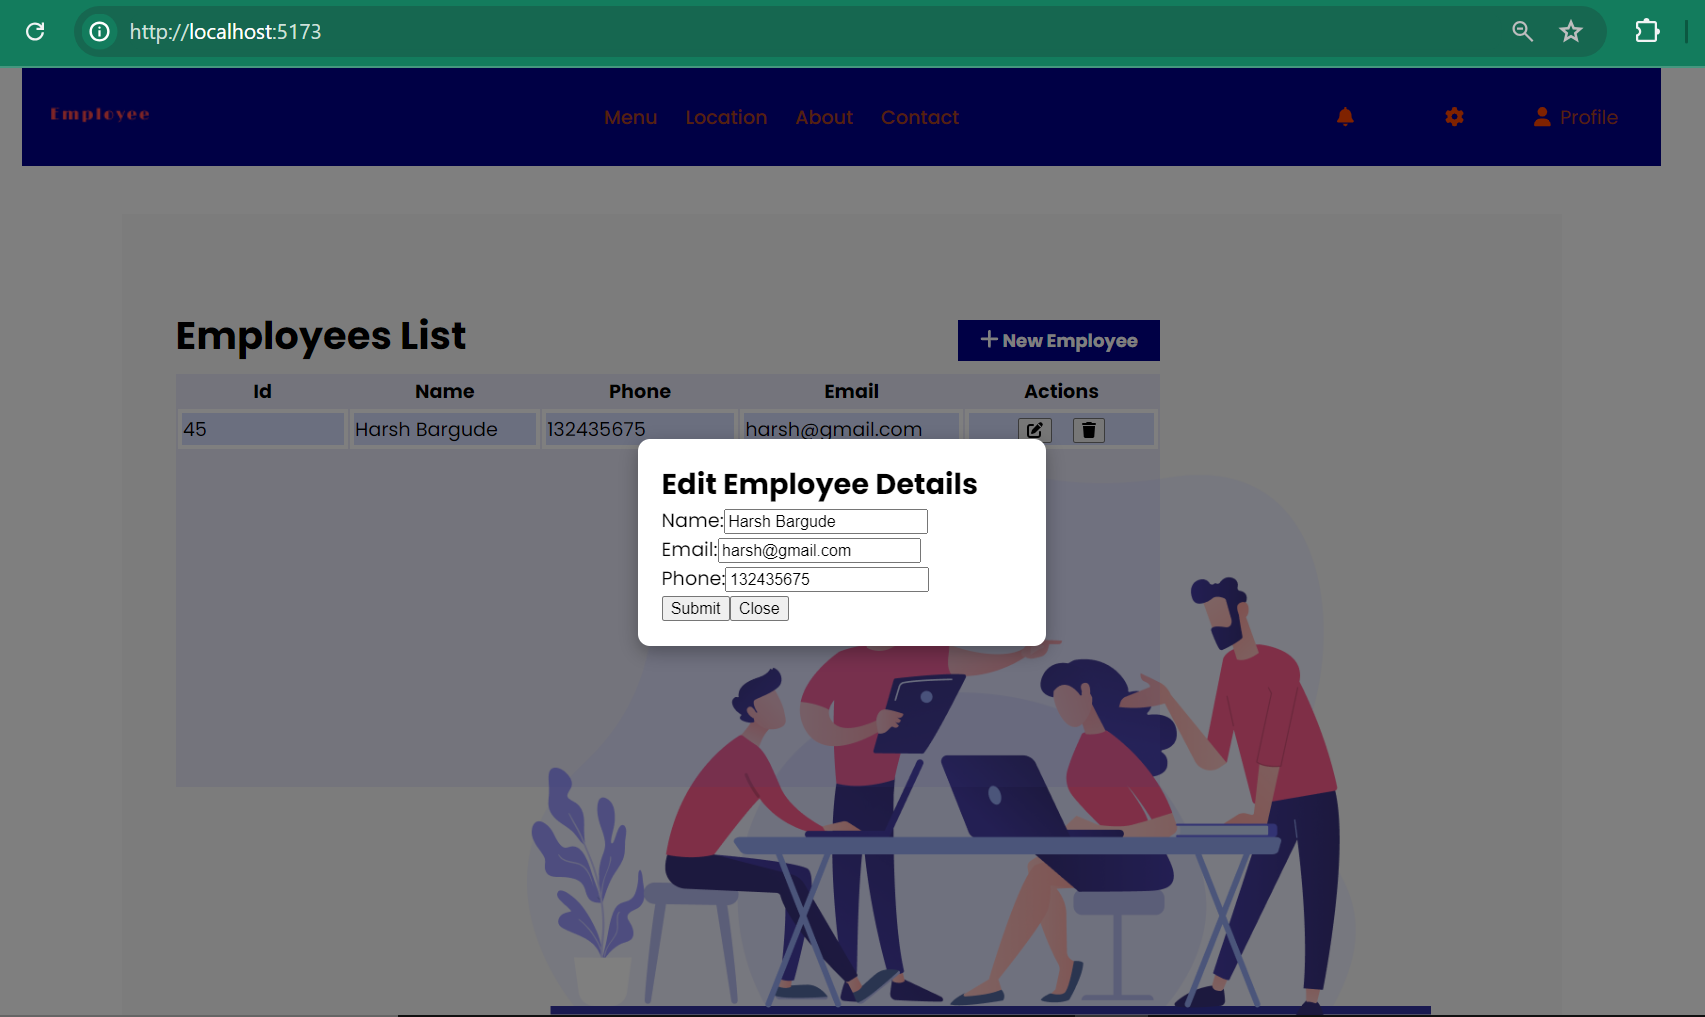 http://localhost:5173
Employee
Menu Location About Contact
Profile
Employees List
New Employee
Id Name Phone Email Actions
45 Harsh Bargude 132435675 harsh@gmail.com
Edit Employee Details
Name: Harsh Bargude
Email: harsh@gmail.com
Phone: 132435675
Submit Close